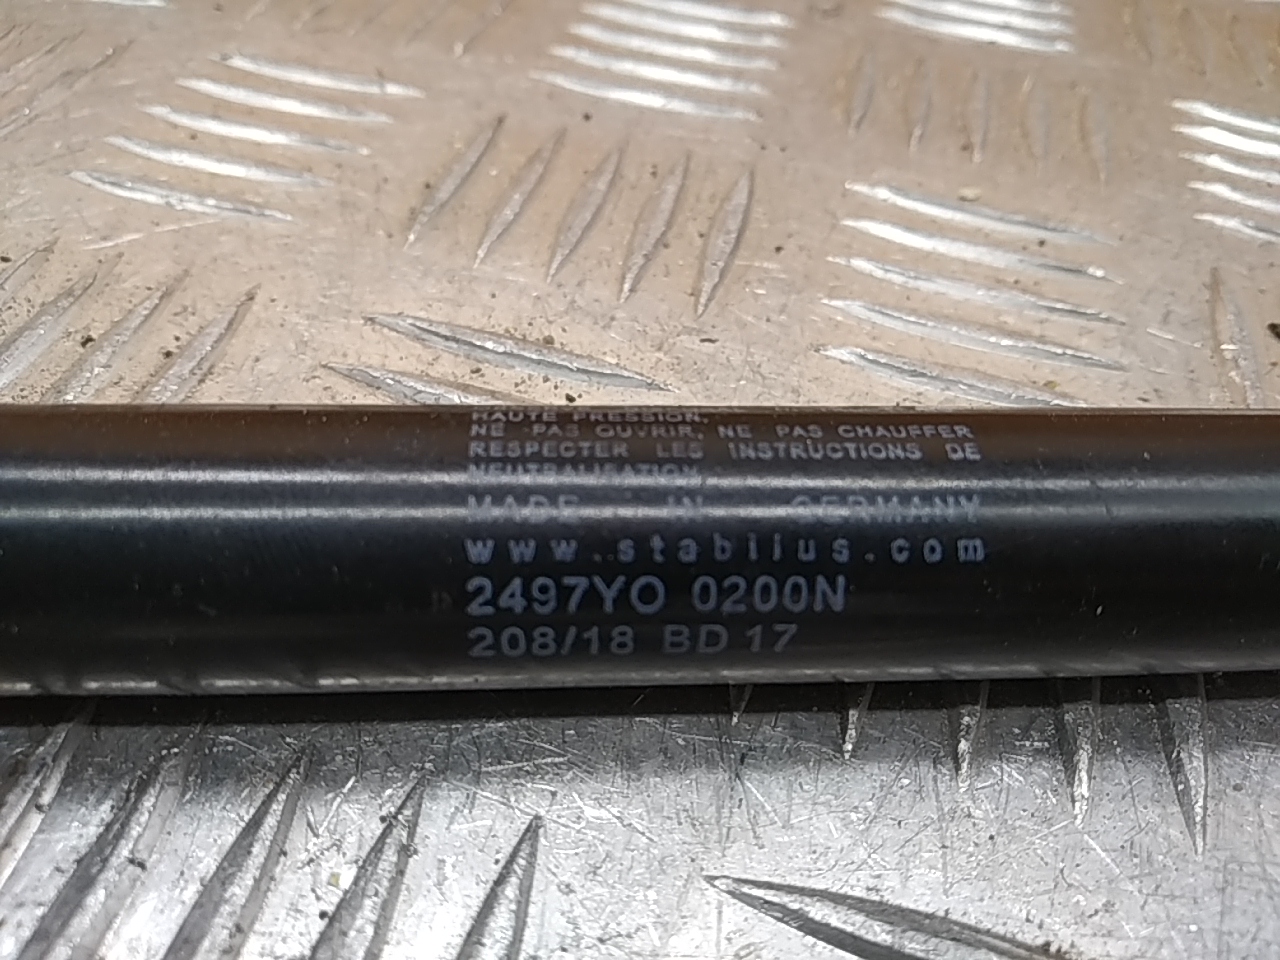 HAUTE PRESSION.
NE PAS OUVRIR, NE PAS CHAUFFER
RESPECTER LES INSTRUCTIONS DE
NEUTRALISATION
MADE IN GERMANY
www.stabilus.com
2497YO 0200N
208/18 BD 17